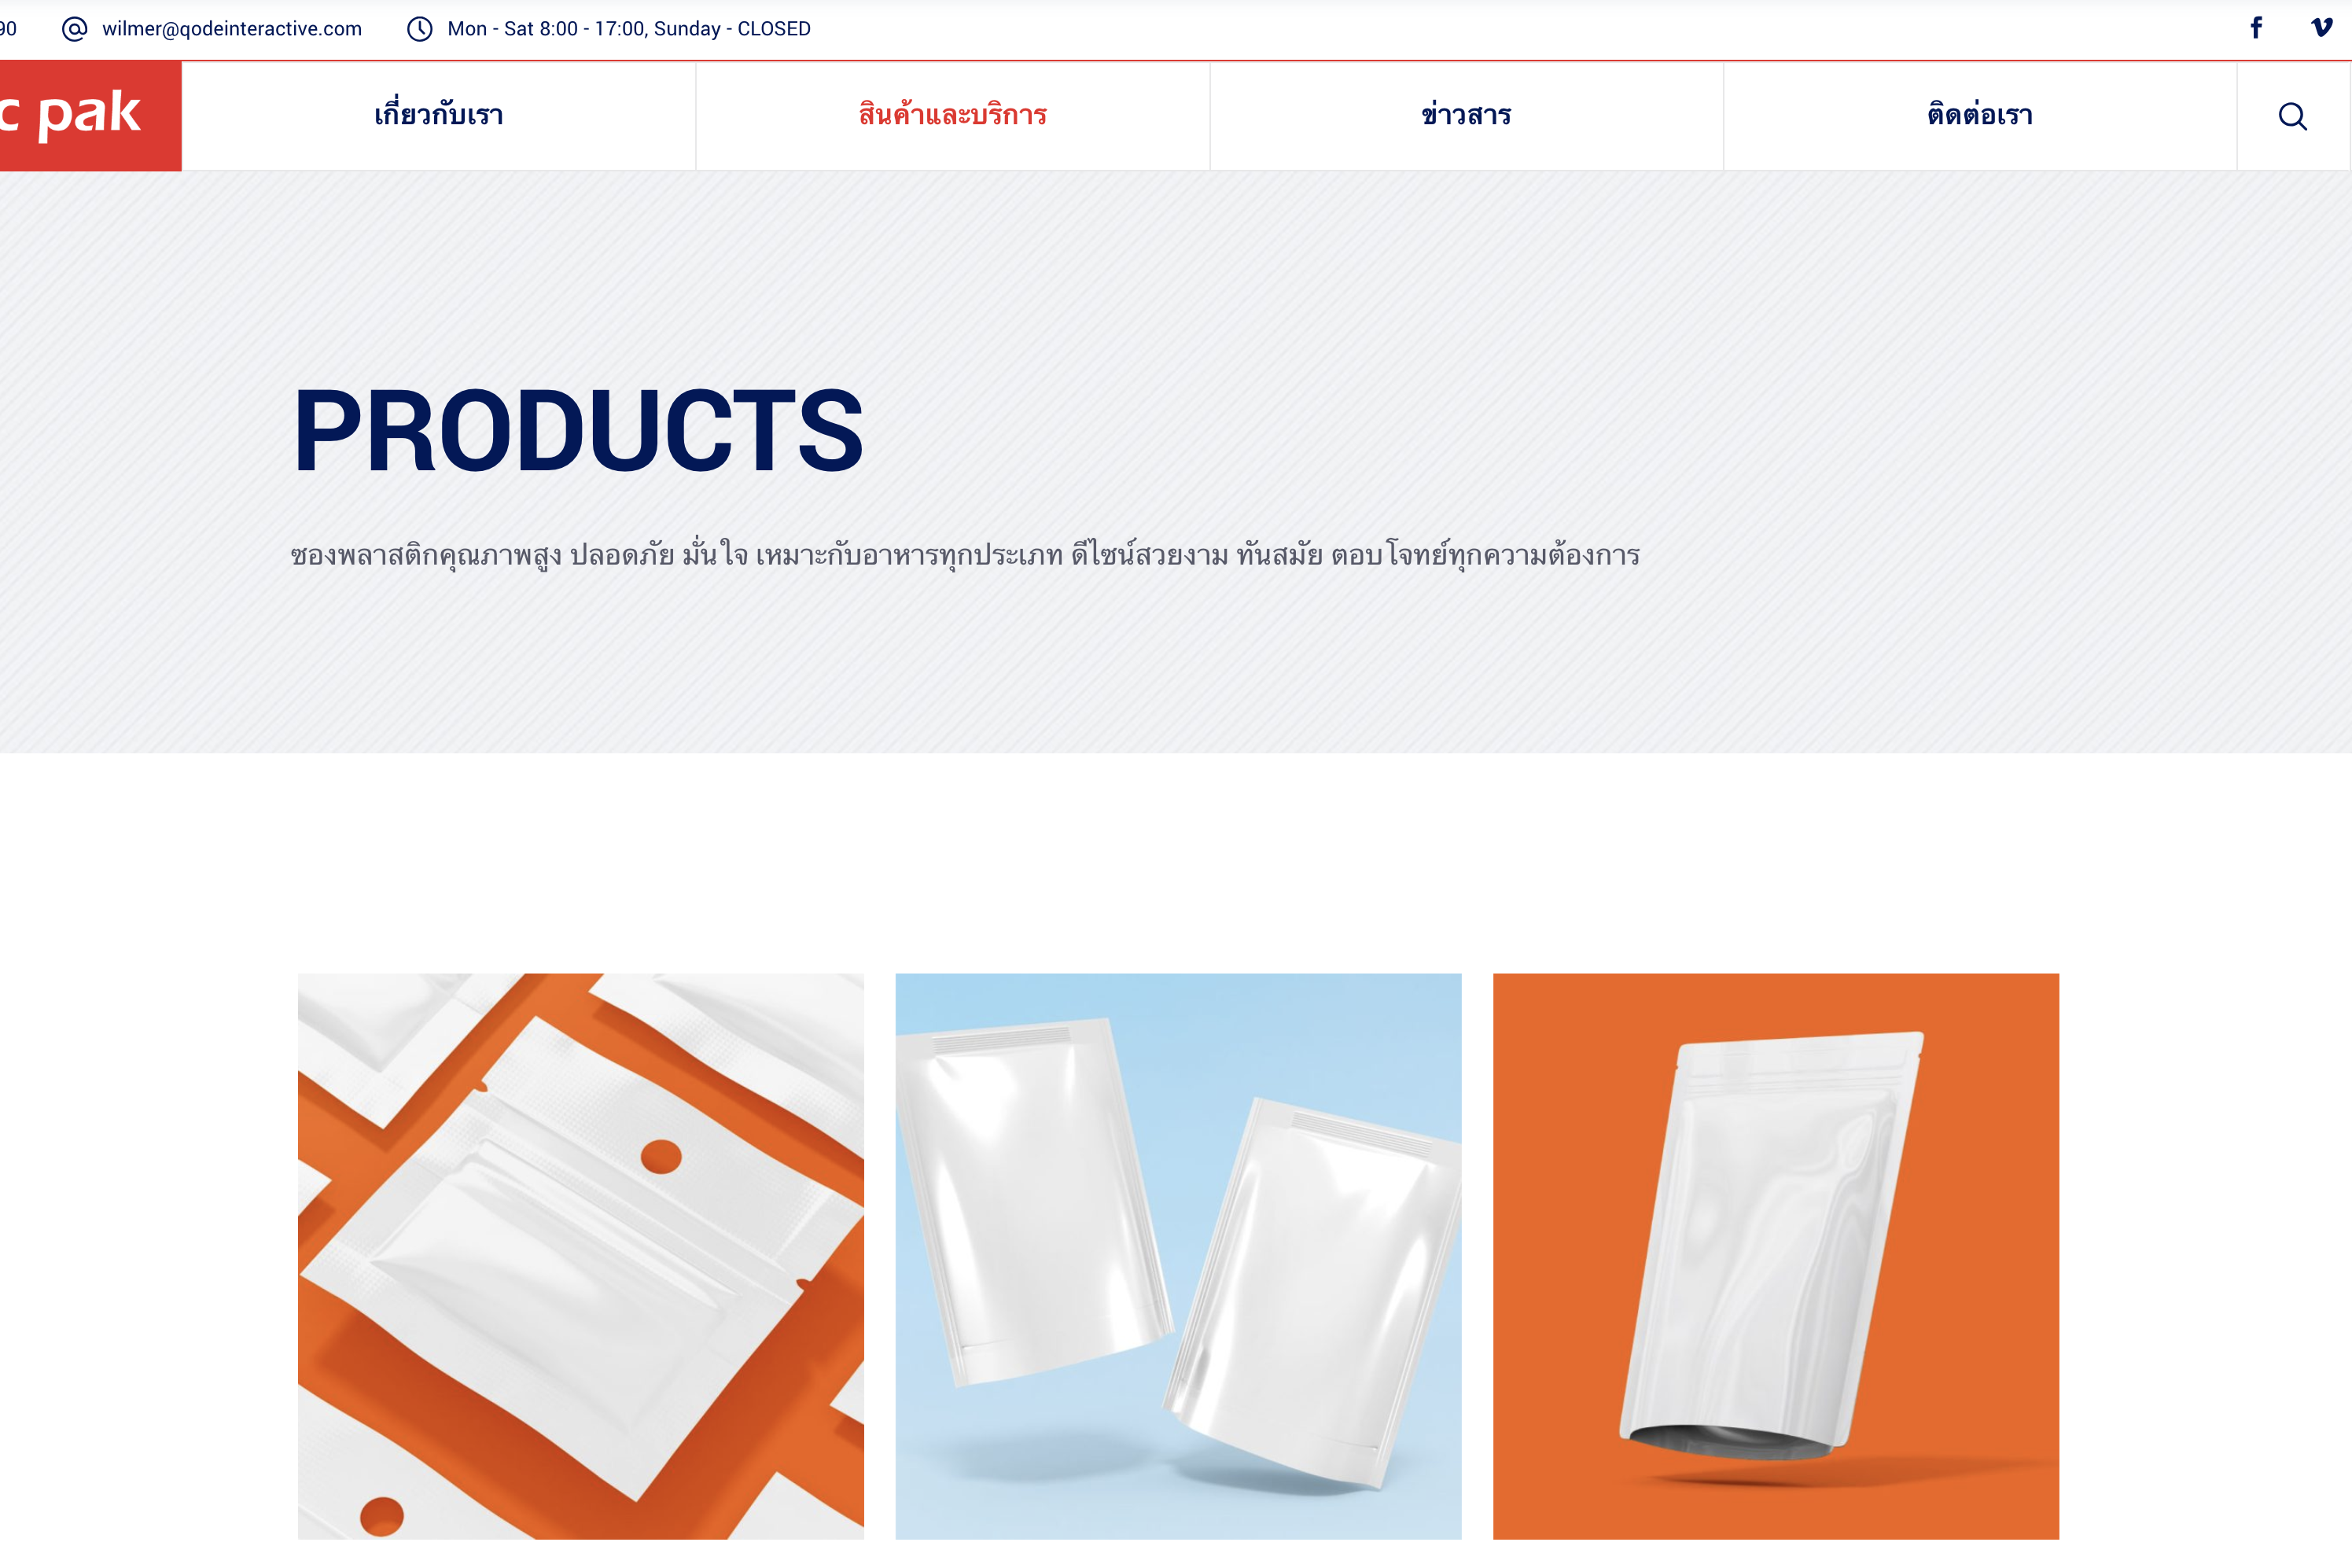 90 wilmer@qodeinteractive.com Mon - Sat 8:00 - 17:00, Sunday - CLOSED
c pak เกี่ยวกับเรา สินค้าและบริการ ข่าวสาร ติดต่อเรา
PRODUCTS
ซองพลาสติกคุณภาพสูง ปลอดภัย มั่นใจ เหมาะกับอาหารทุกประเภท ดีไซน์สวยงาม ทันสมัย ตอบโจทย์ทุกความต้องการ